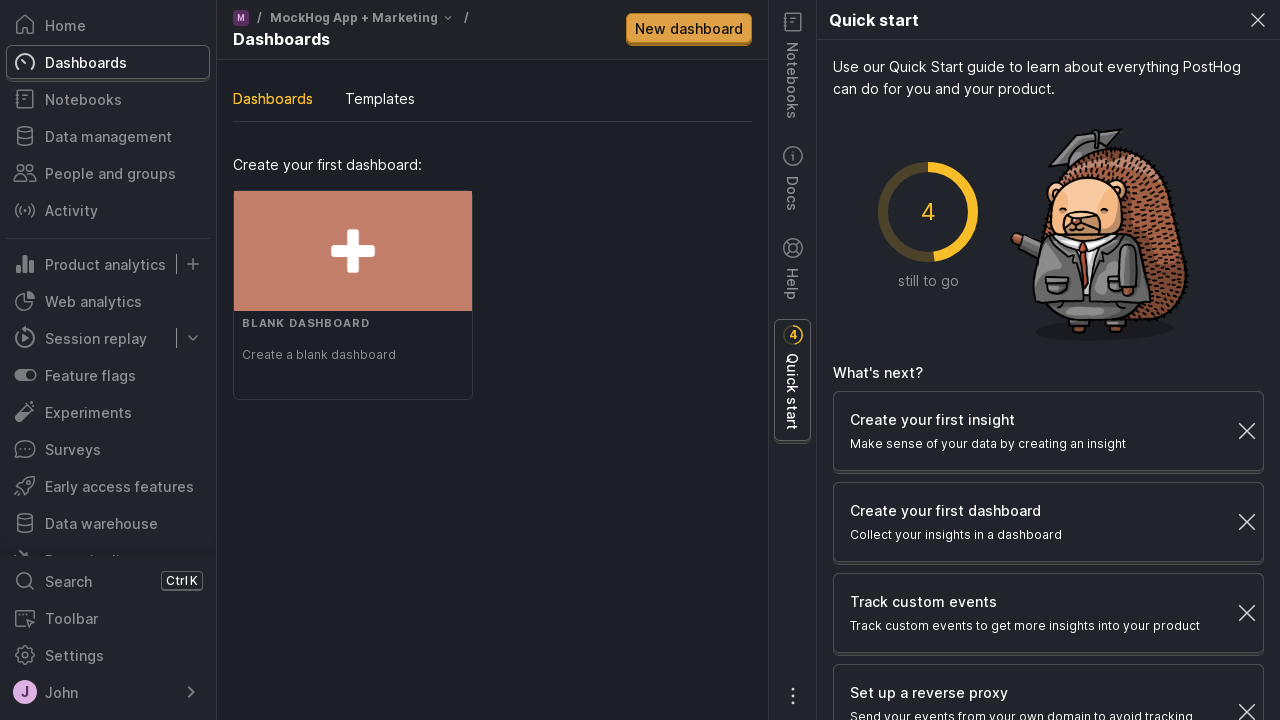 Home
Dashboards
Notebooks
Data management
People and groups
Activity
Product analytics
Web analytics
Session replay
Feature flags
Experiments
Surveys
Early access features
Data warehouse
Search
Ctrl K
Toolbar
Settings
J
John
M / MockHog App + Marketing /
Dashboards
New dashboard
Dashboards
Templates
Create your first dashboard:
BLANK DASHBOARD
Create a blank dashboard
Notebooks
Docs
Help
4
Quick start
Quick start
Use our Quick Start guide to learn about everything PostHog
can do for you and your product.
4
still to go
What's next?
Create your first insight
Make sense of your data by creating an insight
Create your first dashboard
Collect your insights in a dashboard
Track custom events
Track custom events to get more insights into your product
Set up a reverse proxy
Send your events from your own domain to avoid tracking